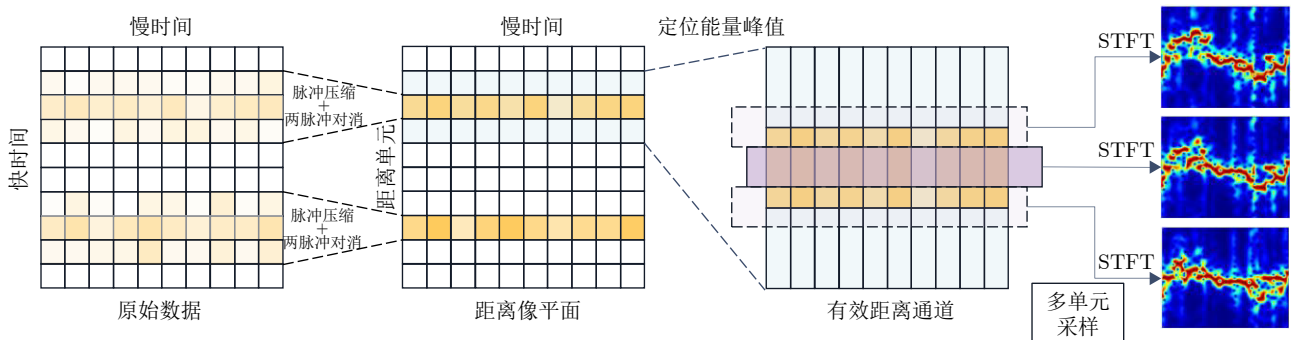 慢时间
慢时间
定位能量峰值
STFT
脉冲压缩
+
两脉冲对消
快时间
距离单元
STFT
脉冲压缩
+
两脉冲对消
STFT
原始数据
距离像平面
有效距离通道
多单元
采样